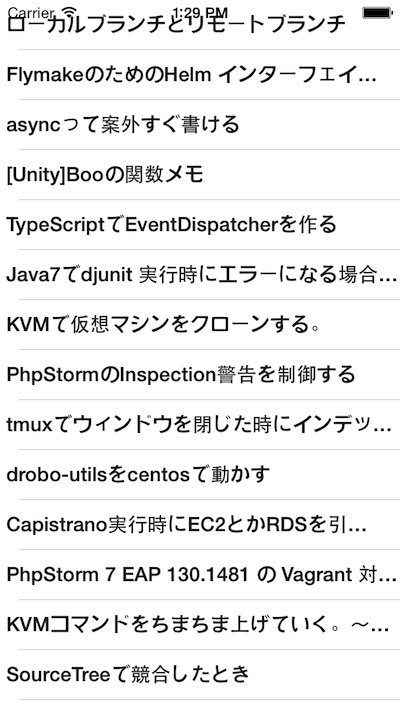 Carrier 1:29 PM
ローカルブランチとリモートブランチ
FlymakeのためのHelm インターフェイ…
asyncって案外すぐ書ける
[Unity]Booの関数メモ
TypeScriptでEventDispatcherを作る
Java7でdjunit 実行時にエラーになる場合…
KVMで仮想マシンをクローンする。
PhpStormのInspection警告を制御する
tmuxでウィンドウを閉じた時にインデッ…
drobo-utilsをcentosで動かす
Capistrano実行時にEC2とかRDSを引…
PhpStorm 7 EAP 130.1481 の Vagrant 対…
KVMコマンドをちまちま上げていく。〜…
SourceTreeで競合したとき